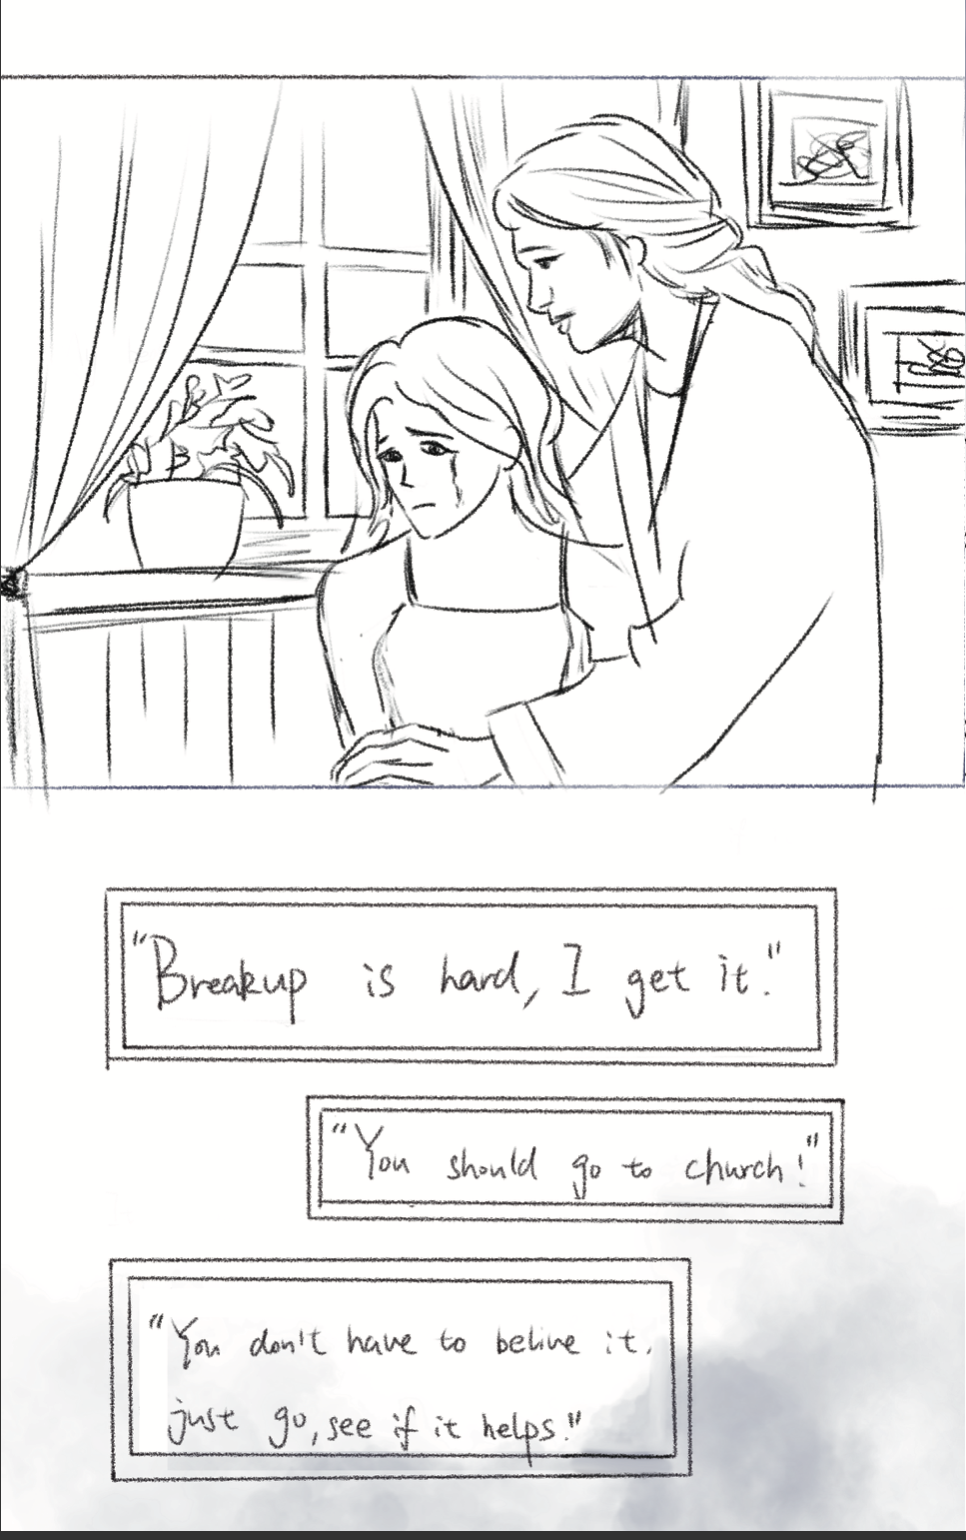 "Breakup is hard, I get it."
"You should go to church!"
"You don't have to belive it.
just go, see if it helps."